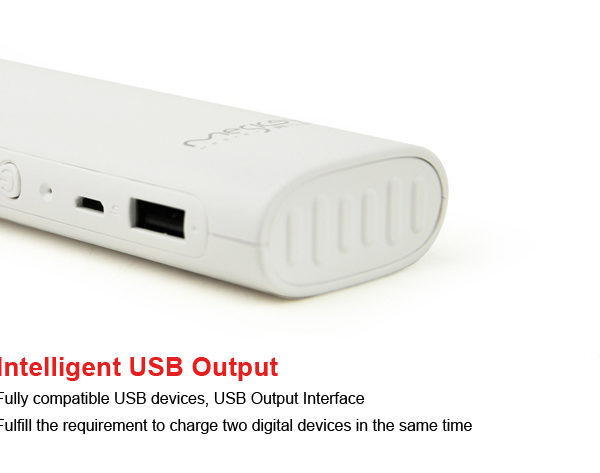 Intelligent USB Output
Fully compatible USB devices, USB Output Interface
Fulfill the requirement to charge two digital devices in the same time